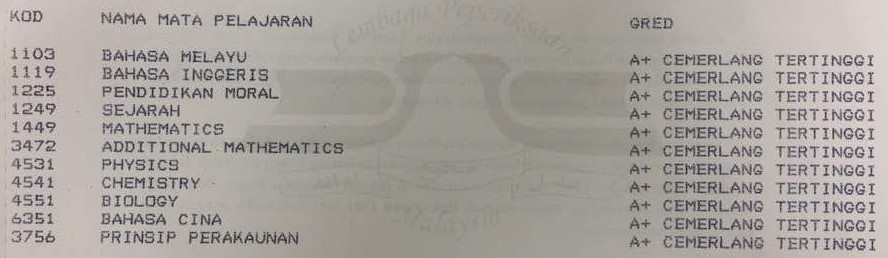 KOD NAMA MATA PELAJARAN GRED
Lembaga Peperiksaan
1103 BAHASA MELAYU A+ CEMERLANG TERTINGGI
1119 BAHASA INGGERIS A+ CEMERLANG TERTINGGI
1225 PENDIDIKAN MORAL A+ CEMERLANG TERTINGGI
1249 SEJARAH A+ CEMERLANG TERTINGGI
1449 MATHEMATICS A+ CEMERLANG TERTINGGI
3472 ADDITIONAL MATHEMATICS A+ CEMERLANG TERTINGGI
4531 PHYSICS A+ CEMERLANG TERTINGGI
4541 CHEMISTRY A+ CEMERLANG TERTINGGI
4551 BIOLOGY A+ CEMERLANG TERTINGGI
6351 BAHASA CINA A+ CEMERLANG TERTINGGI
3756 PRINSIP PERAKAUNAN A+ CEMERLANG TERTINGGI
Malaysia